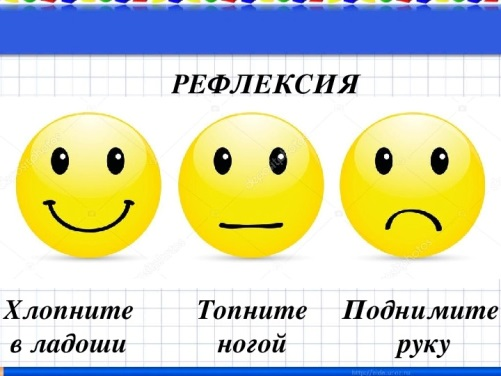 РЕФЛЕКСИЯ
Хлопните Топните Поднимите
в ладоши ногой руку